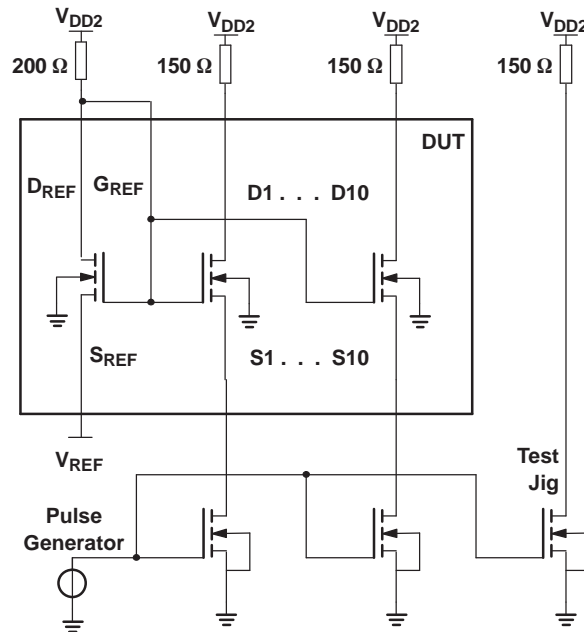 VDD2 VDD2 VDD2 VDD2
200 Ω 150 Ω 150 Ω 150 Ω
DUT
DREF GREF D1 . . . D10
SREF S1 . . . S10
VREF
Test
Jig
Pulse
Generator